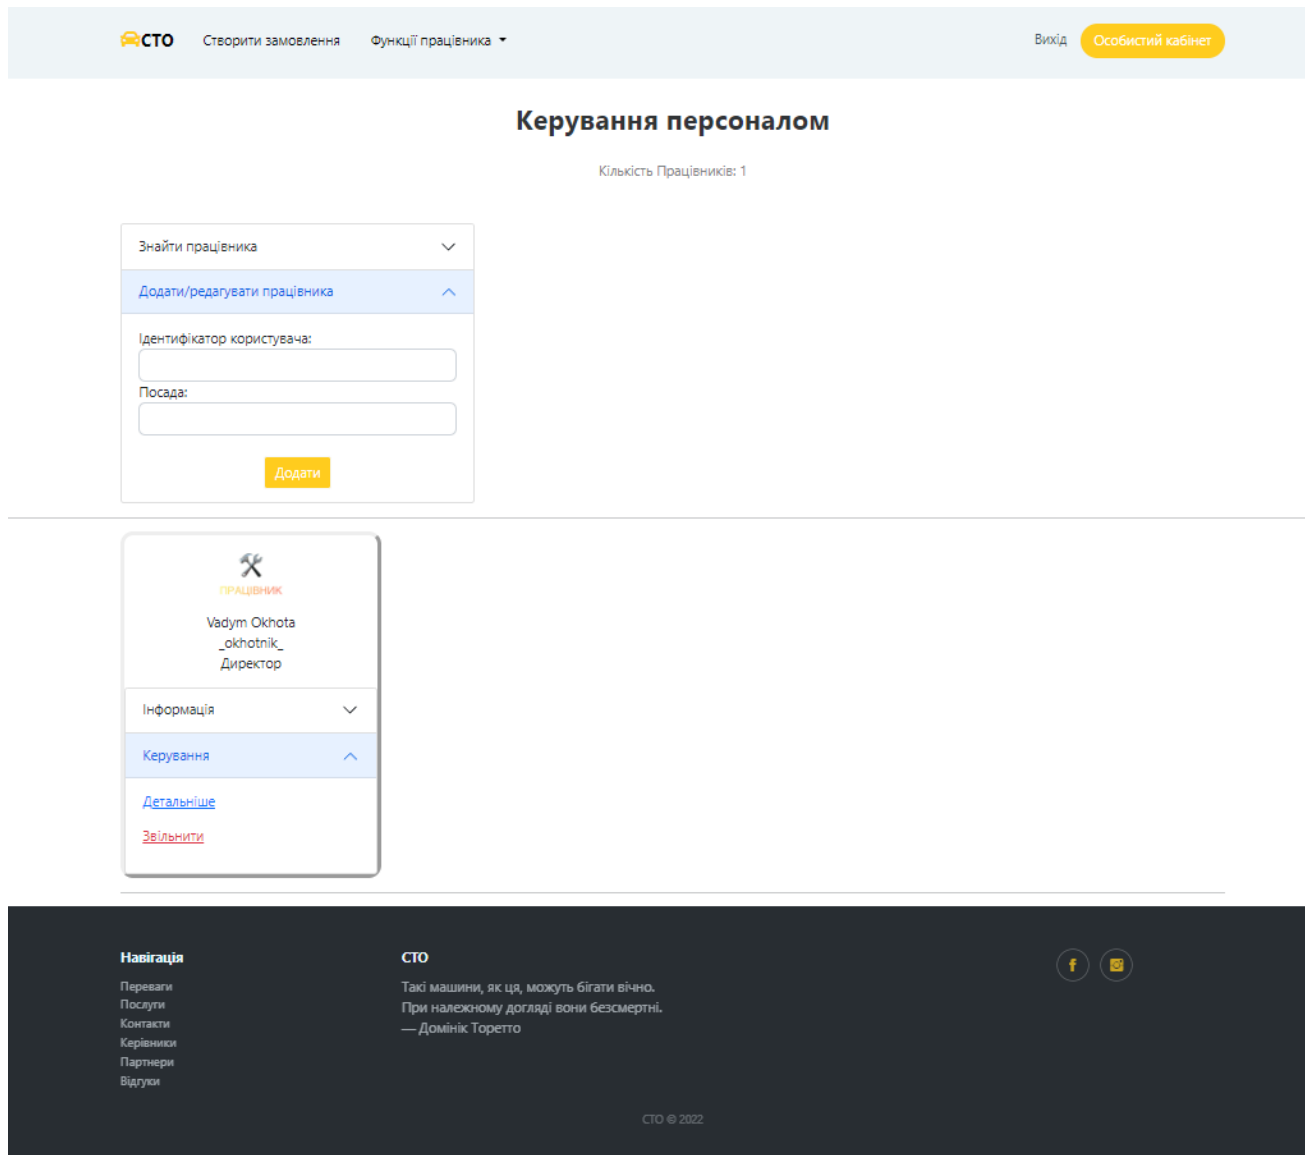 СТО Створити замовлення Функції працівника Вихід Особистий кабінет
Керування персоналом
Кількість Працівників: 1
Знайти працівника
Додати/редагувати працівника
Ідентифікатор користувача:
Посада:
Додати
ПРАЦІВНИК
Vadym Okhota
_okhotnik_
Директор
Інформація
Керування
Детальніше
Звільнити
Навігація
Переваги
Послуги
Контакти
Керівники
Партнери
Відгуки
СТО
Такі машини, як ця, можуть бігати вічно.
При належному догляді вони безсмертні.
— Домінік Торетто
СТО © 2022